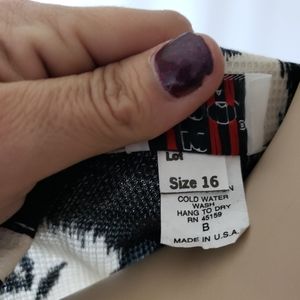 Lot
Size 16
COLD WATER
WASH
HANG TO DRY
RN 45159
B
MADE IN U.S.A.